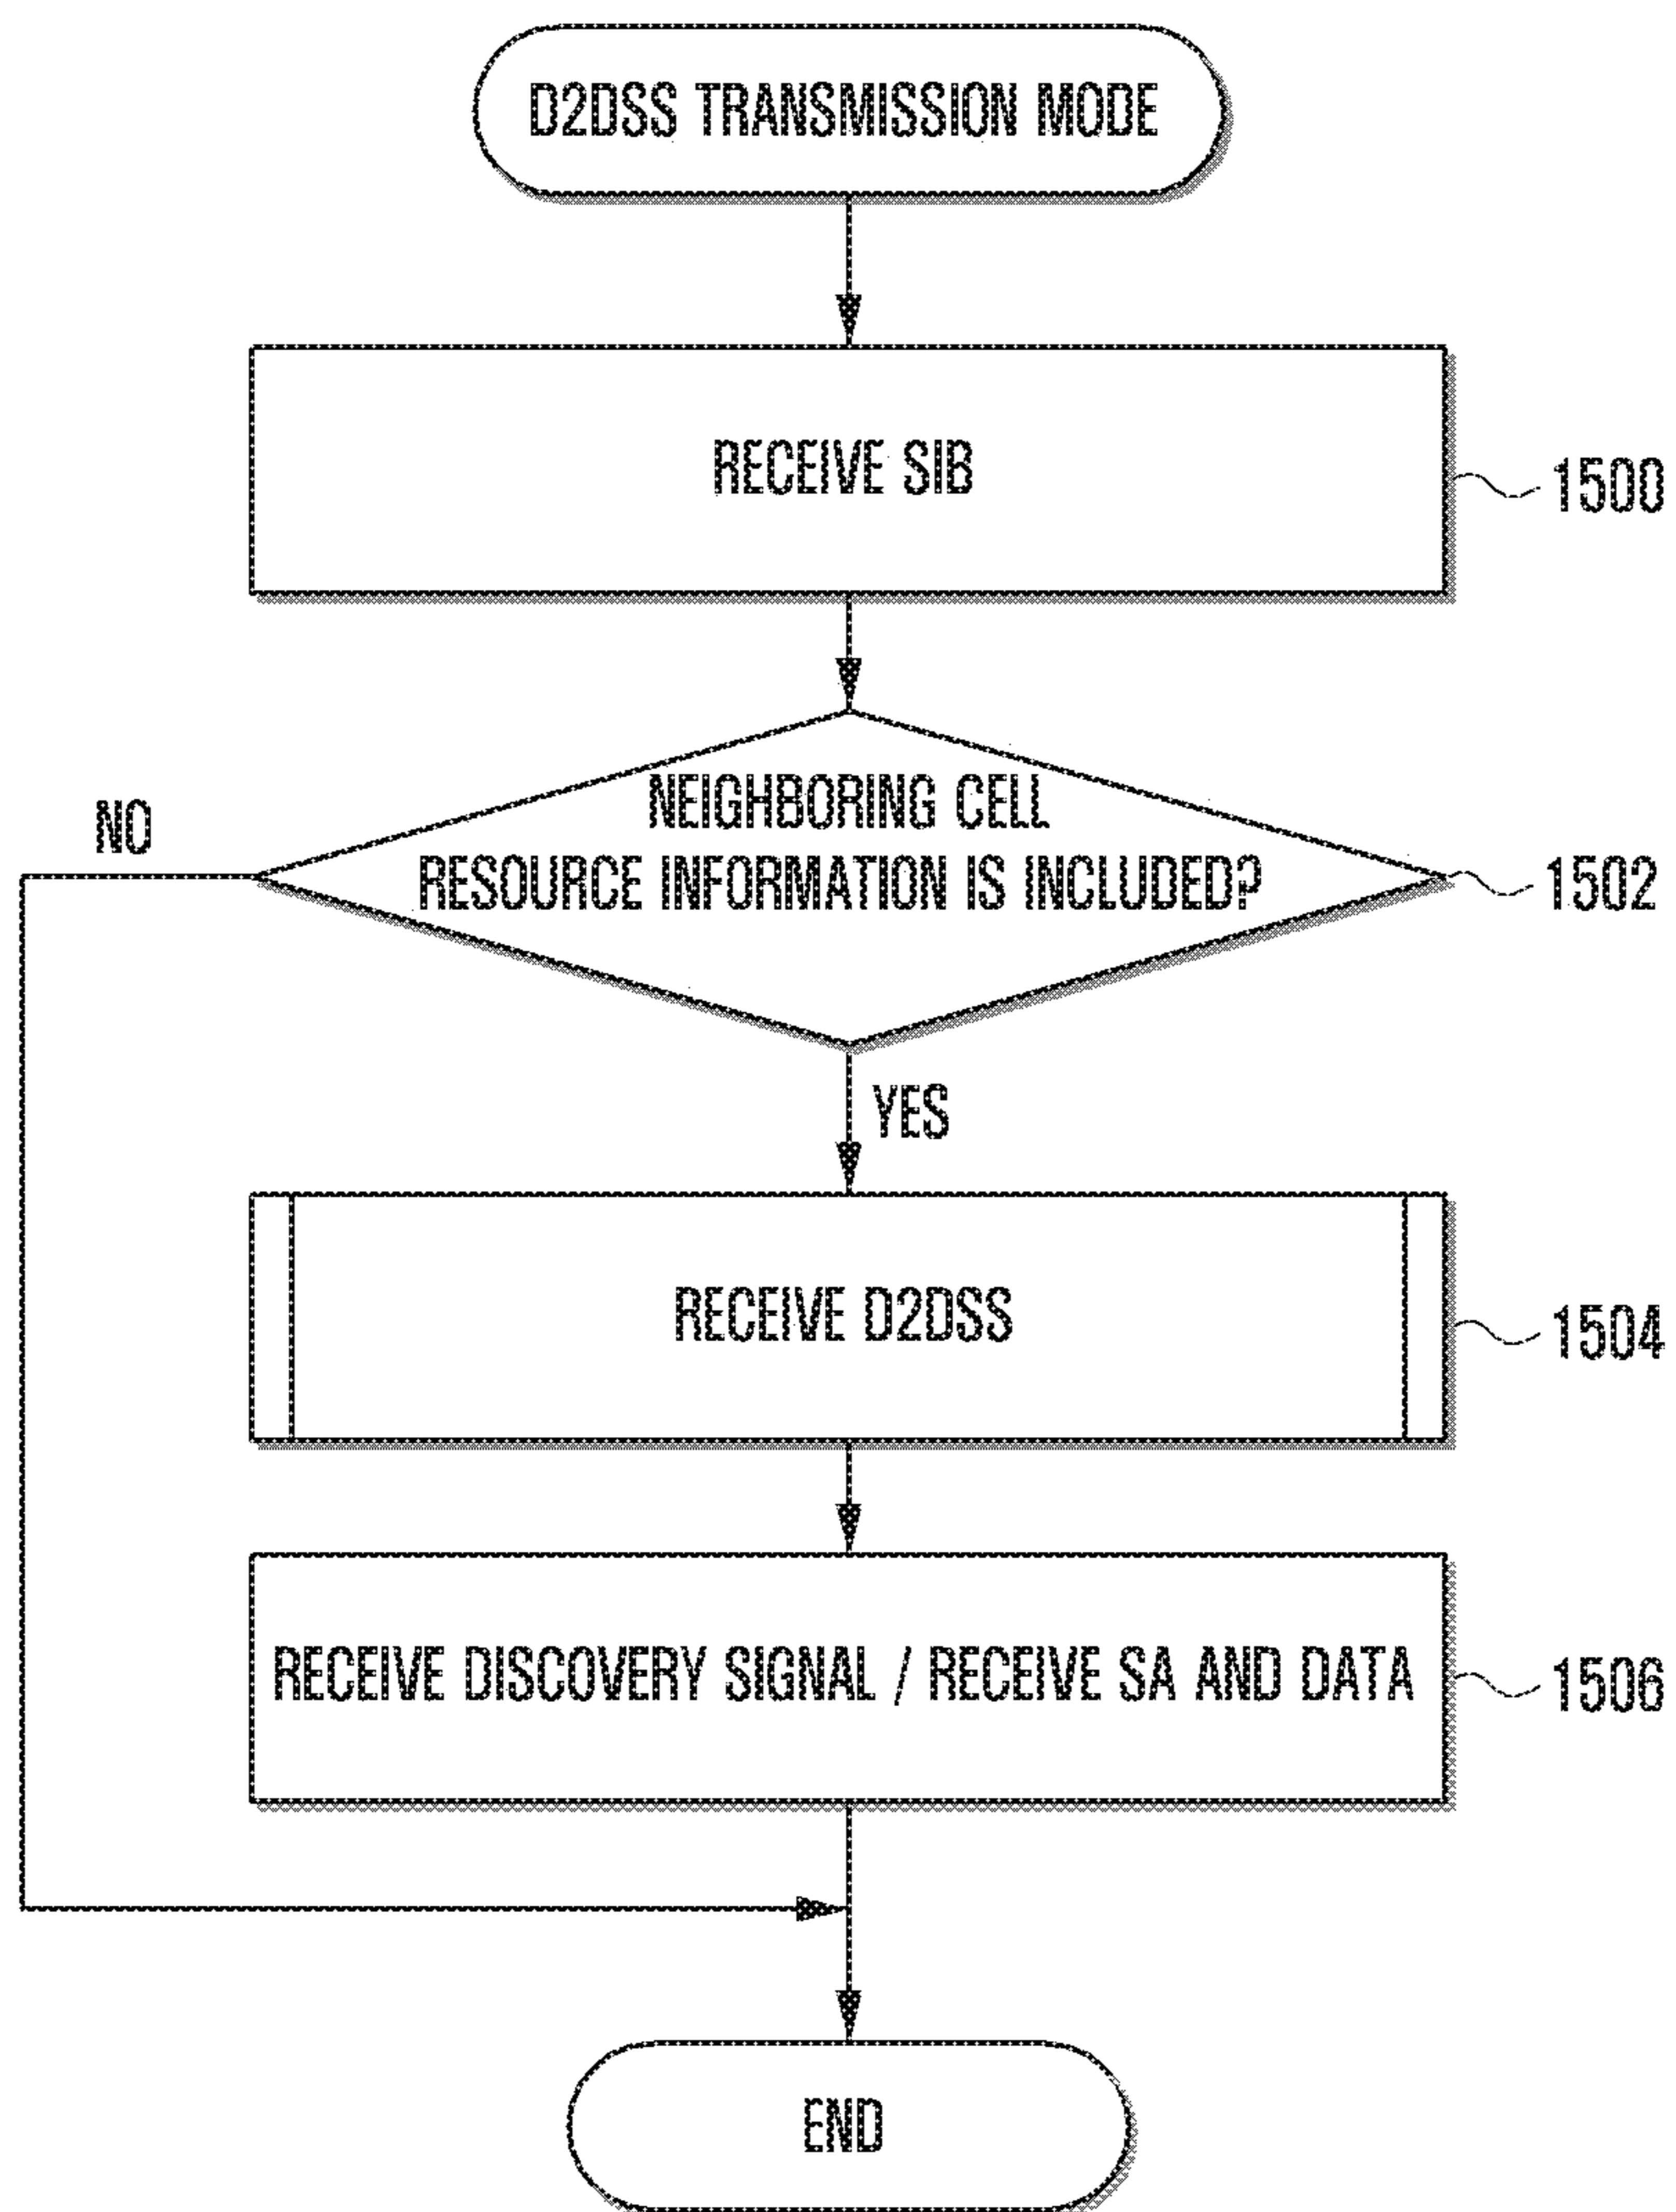 D2DSS TRANSMISSION MODE
RECEIVE SIB
1500
NEIGHBORING CELL
RESOURCE INFORMATION IS INCLUDED?
NO
1502
YES
RECEIVE D2DSS
1504
RECEIVE DISCOVERY SIGNAL / RECEIVE SA AND DATA
1506
END